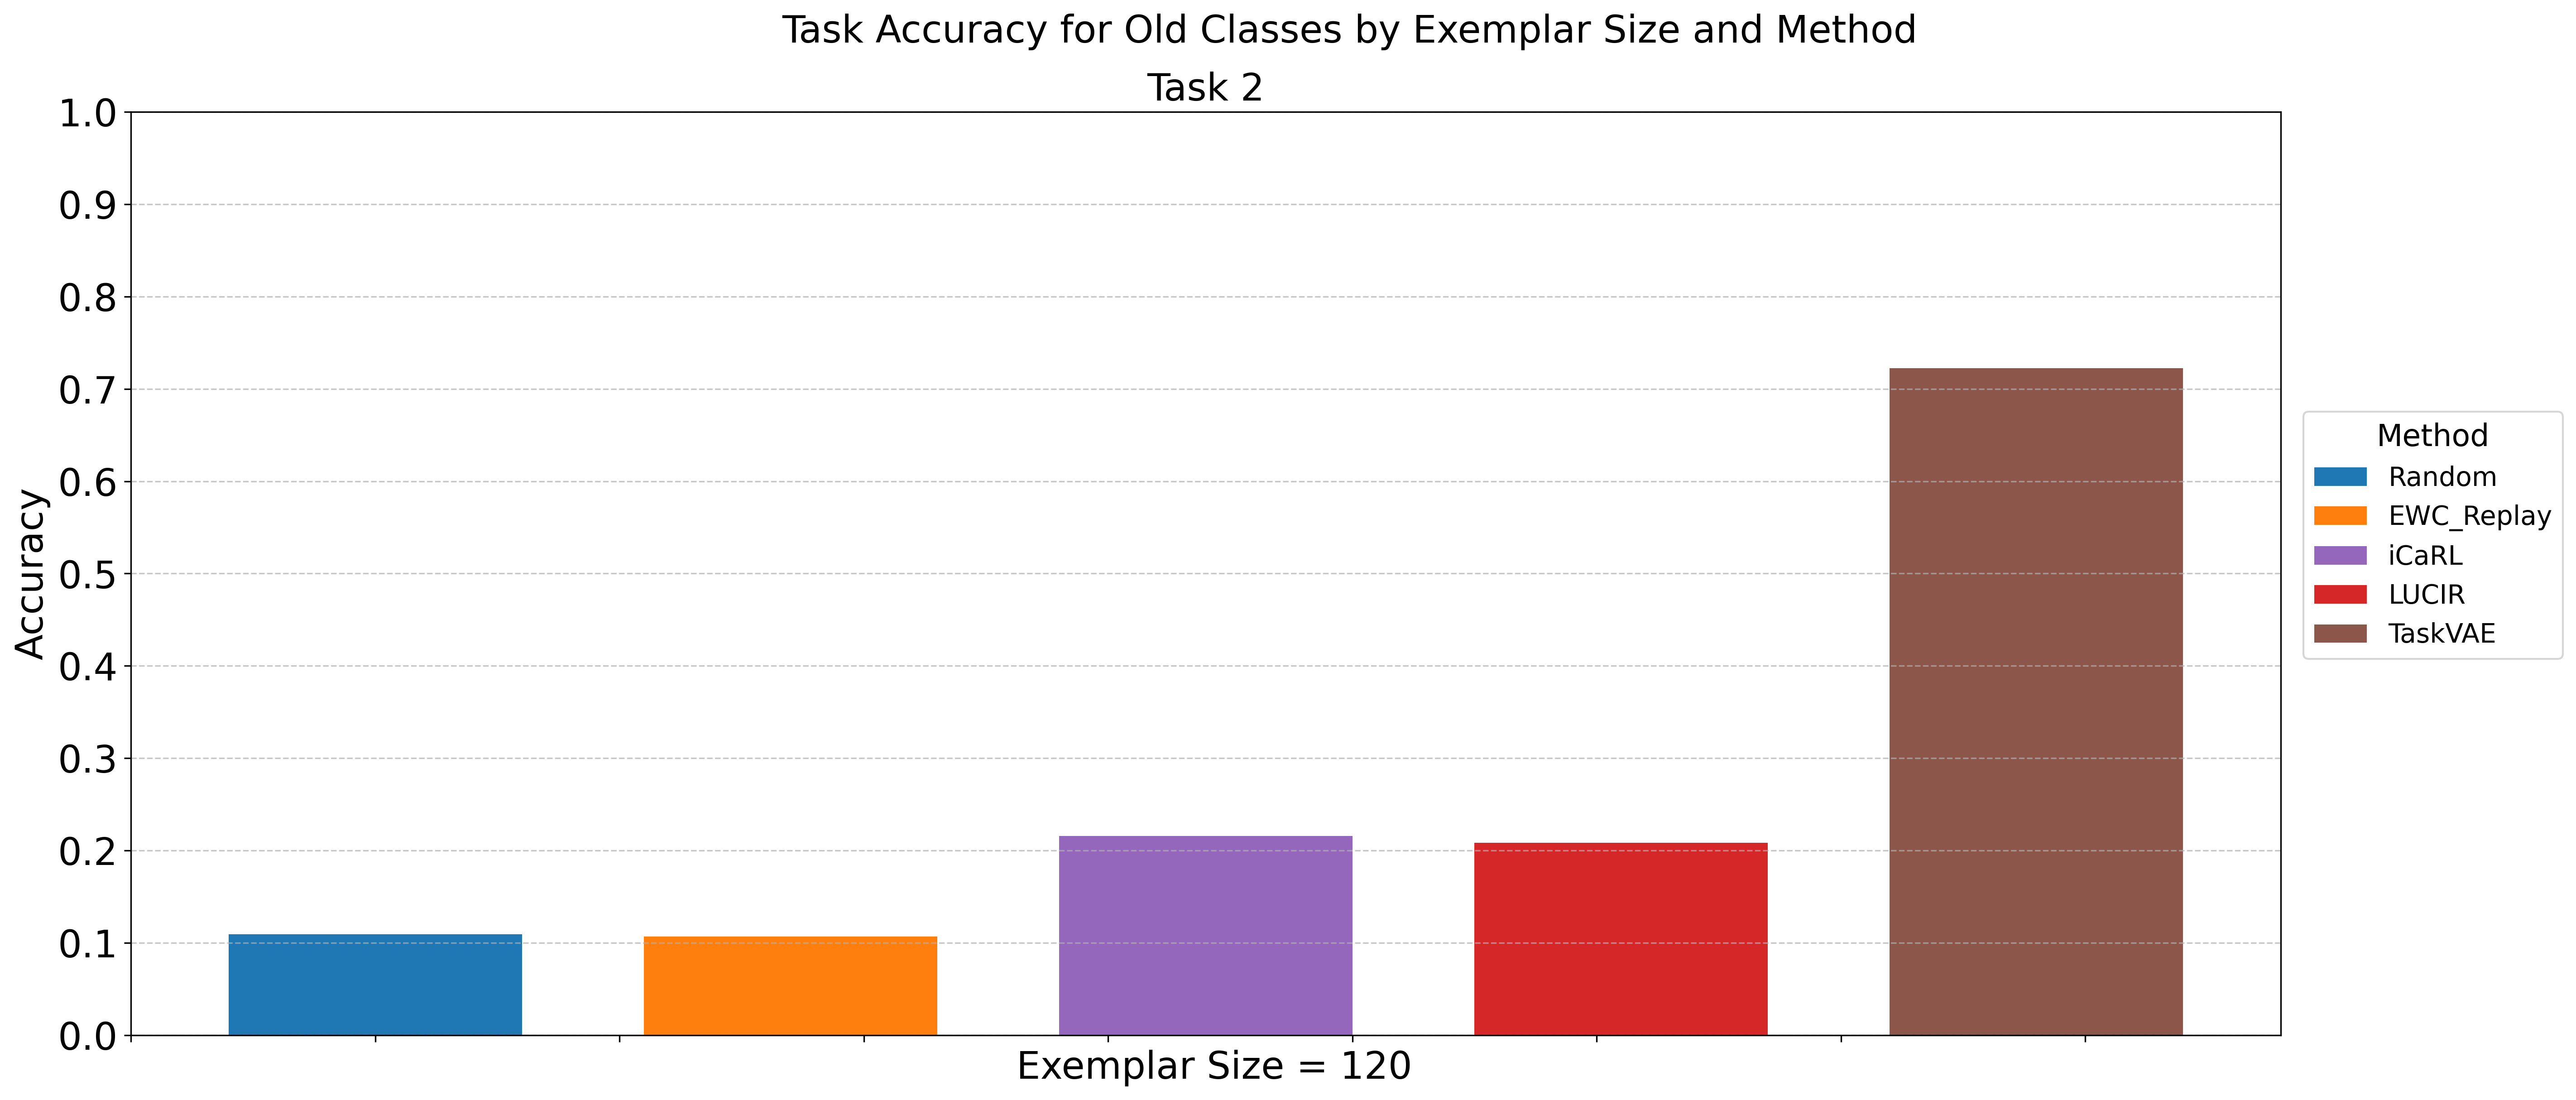 Task Accuracy for Old Classes by Exemplar Size and Method
Task 2
1.0
0.9
0.8
0.7
0.6
0.5
0.4
0.3
0.2
0.1
0.0
Accuracy
Exemplar Size = 120
Method
Random
EWC_Replay
iCaRL
LUCIR
TaskVAE